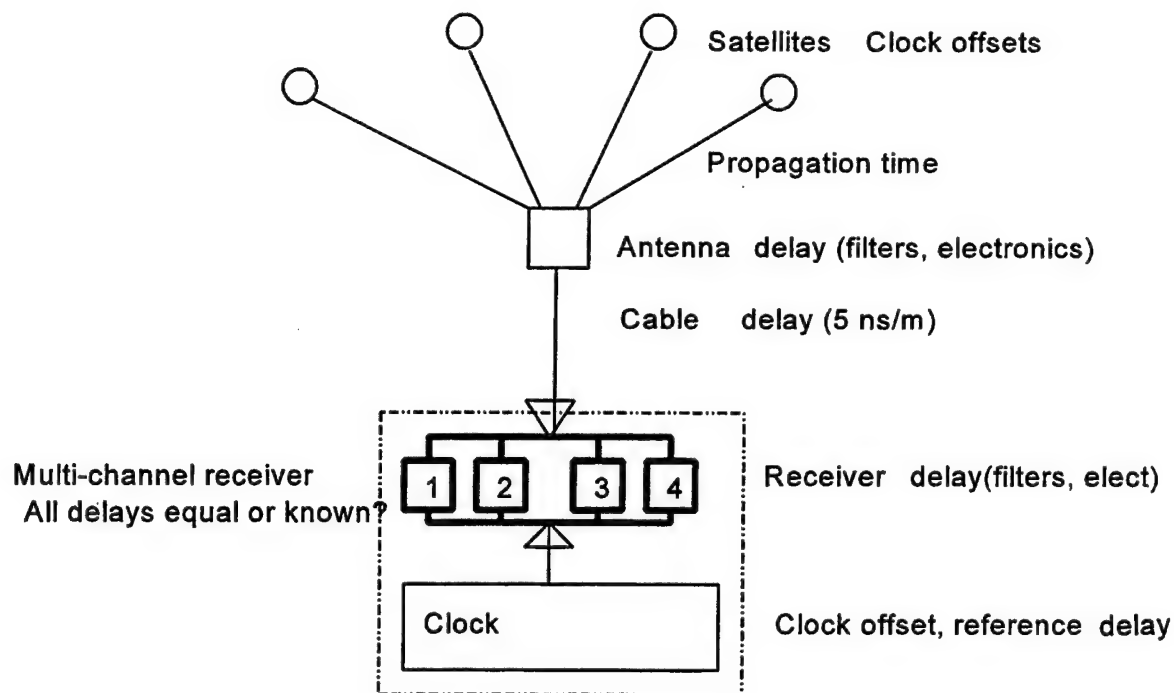 Satellites Clock offsets
Propagation time
Antenna delay (filters, electronics)
Cable delay (5 ns/m)
Multi-channel receiver
All delays equal or known?
1 2 3 4
Receiver delay(filters, elect)
Clock
Clock offset, reference delay